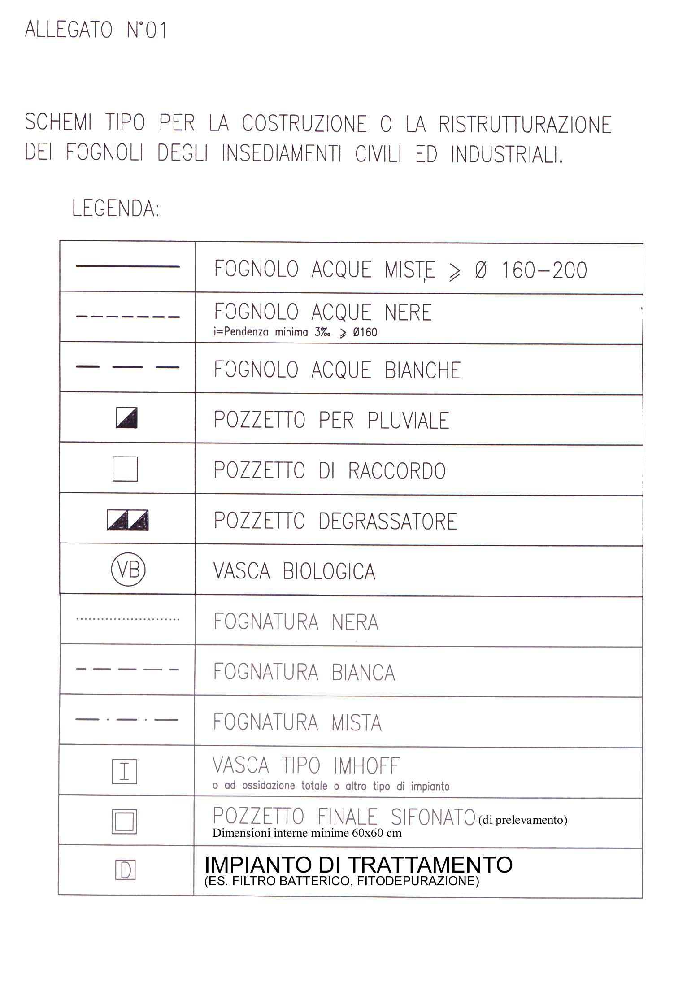 ALLEGATO N°01
SCHEMI TIPO PER LA COSTRUZIONE O LA RISTRUTTURAZIONE
DEI FOGNOLI DEGLI INSEDIAMENTI CIVILI ED INDUSTRIALI.
LEGENDA:
FOGNOLO ACQUE MISTE ⩾ Ø 160-200
FOGNOLO ACQUE NERE
i=Pendenza minima 3‰ ⩾ Ø160
FOGNOLO ACQUE BIANCHE
POZZETTO PER PLUVIALE
POZZETTO DI RACCORDO
POZZETTO DEGRASSATORE
VB VASCA BIOLOGICA
FOGNATURA NERA
FOGNATURA BIANCA
FOGNATURA MISTA
I VASCA TIPO IMHOFF
o ad ossidazione totale o altro tipo di impianto
POZZETTO FINALE SIFONATO (di prelevamento)
Dimensioni interne minime 60x60 cm
D IMPIANTO DI TRATTAMENTO
(ES. FILTRO BATTERICO, FITODEPURAZIONE)